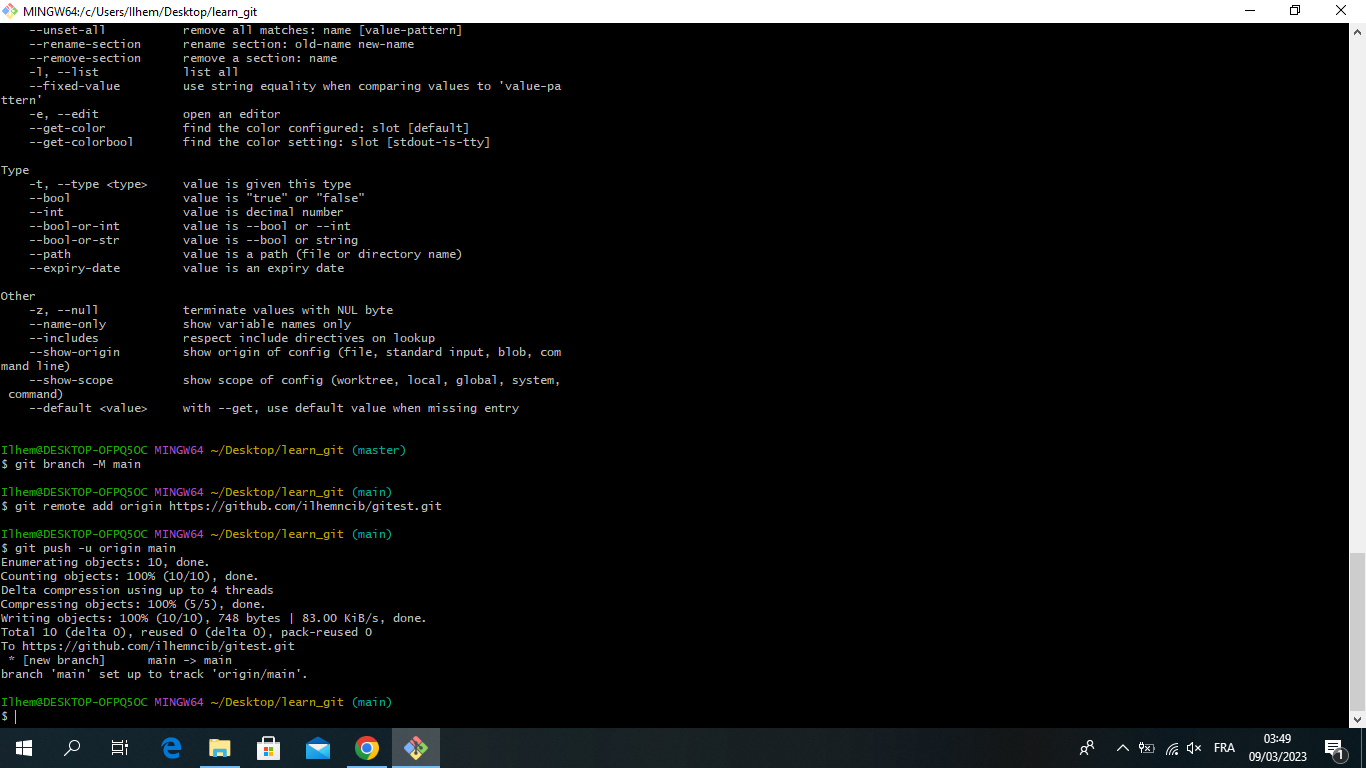 MINGW64:/c/Users/Ilhem/Desktop/learn_git
    --unset-all           remove all matches: name [value-pattern]
    --rename-section      rename section: old-name new-name
    --remove-section      remove a section: name
    -l, --list            list all
    --fixed-value         use string equality when comparing values to 'value-pa
ttern'
    -e, --edit            open an editor
    --get-color           find the color configured: slot [default]
    --get-colorbool       find the color setting: slot [stdout-is-tty]
Type
    -t, --type <type>     value is given this type
    --bool                value is "true" or "false"
    --int                 value is decimal number
    --bool-or-int         value is --bool or --int
    --bool-or-str         value is --bool or string
    --path                value is a path (file or directory name)
    --expiry-date         value is an expiry date
Other
    -z, --null            terminate values with NUL byte
    --name-only           show variable names only
    --includes            respect include directives on lookup
    --show-origin         show origin of config (file, standard input, blob, com
mand line)
    --show-scope          show scope of config (worktree, local, global, system,
 command)
    --default <value>     with --get, use default value when missing entry
Ilhem@DESKTOP-OFPQ5OC MINGW64 ~/Desktop/learn_git (master)
$ git branch -M main
Ilhem@DESKTOP-OFPQ5OC MINGW64 ~/Desktop/learn_git (main)
$ git remote add origin https://github.com/ilhemncib/gitest.git
Ilhem@DESKTOP-OFPQ5OC MINGW64 ~/Desktop/learn_git (main)
$ git push -u origin main
Enumerating objects: 10, done.
Counting objects: 100% (10/10), done.
Delta compression using up to 4 threads
Compressing objects: 100% (5/5), done.
Writing objects: 100% (10/10), 748 bytes | 83.00 KiB/s, done.
Total 10 (delta 0), reused 0 (delta 0), pack-reused 0
To https://github.com/ilhemncib/gitest.git
 * [new branch]      main -> main
branch 'main' set up to track 'origin/main'.
Ilhem@DESKTOP-OFPQ5OC MINGW64 ~/Desktop/learn_git (main)
$
FRA
03:49
09/03/2023
1